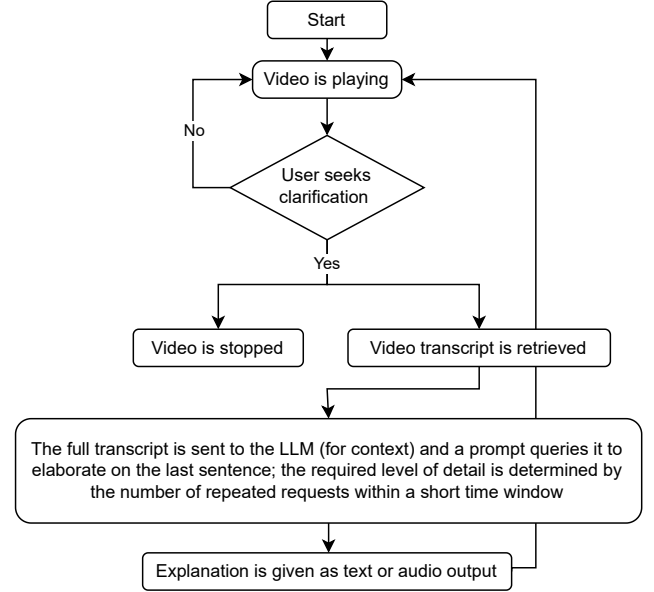 Start
Video is playing
No
User seeks
clarification
Yes
Video is stopped
Video transcript is retrieved
The full transcript is sent to the LLM (for context) and a prompt queries it to
elaborate on the last sentence; the required level of detail is determined by
the number of repeated requests within a short time window
Explanation is given as text or audio output